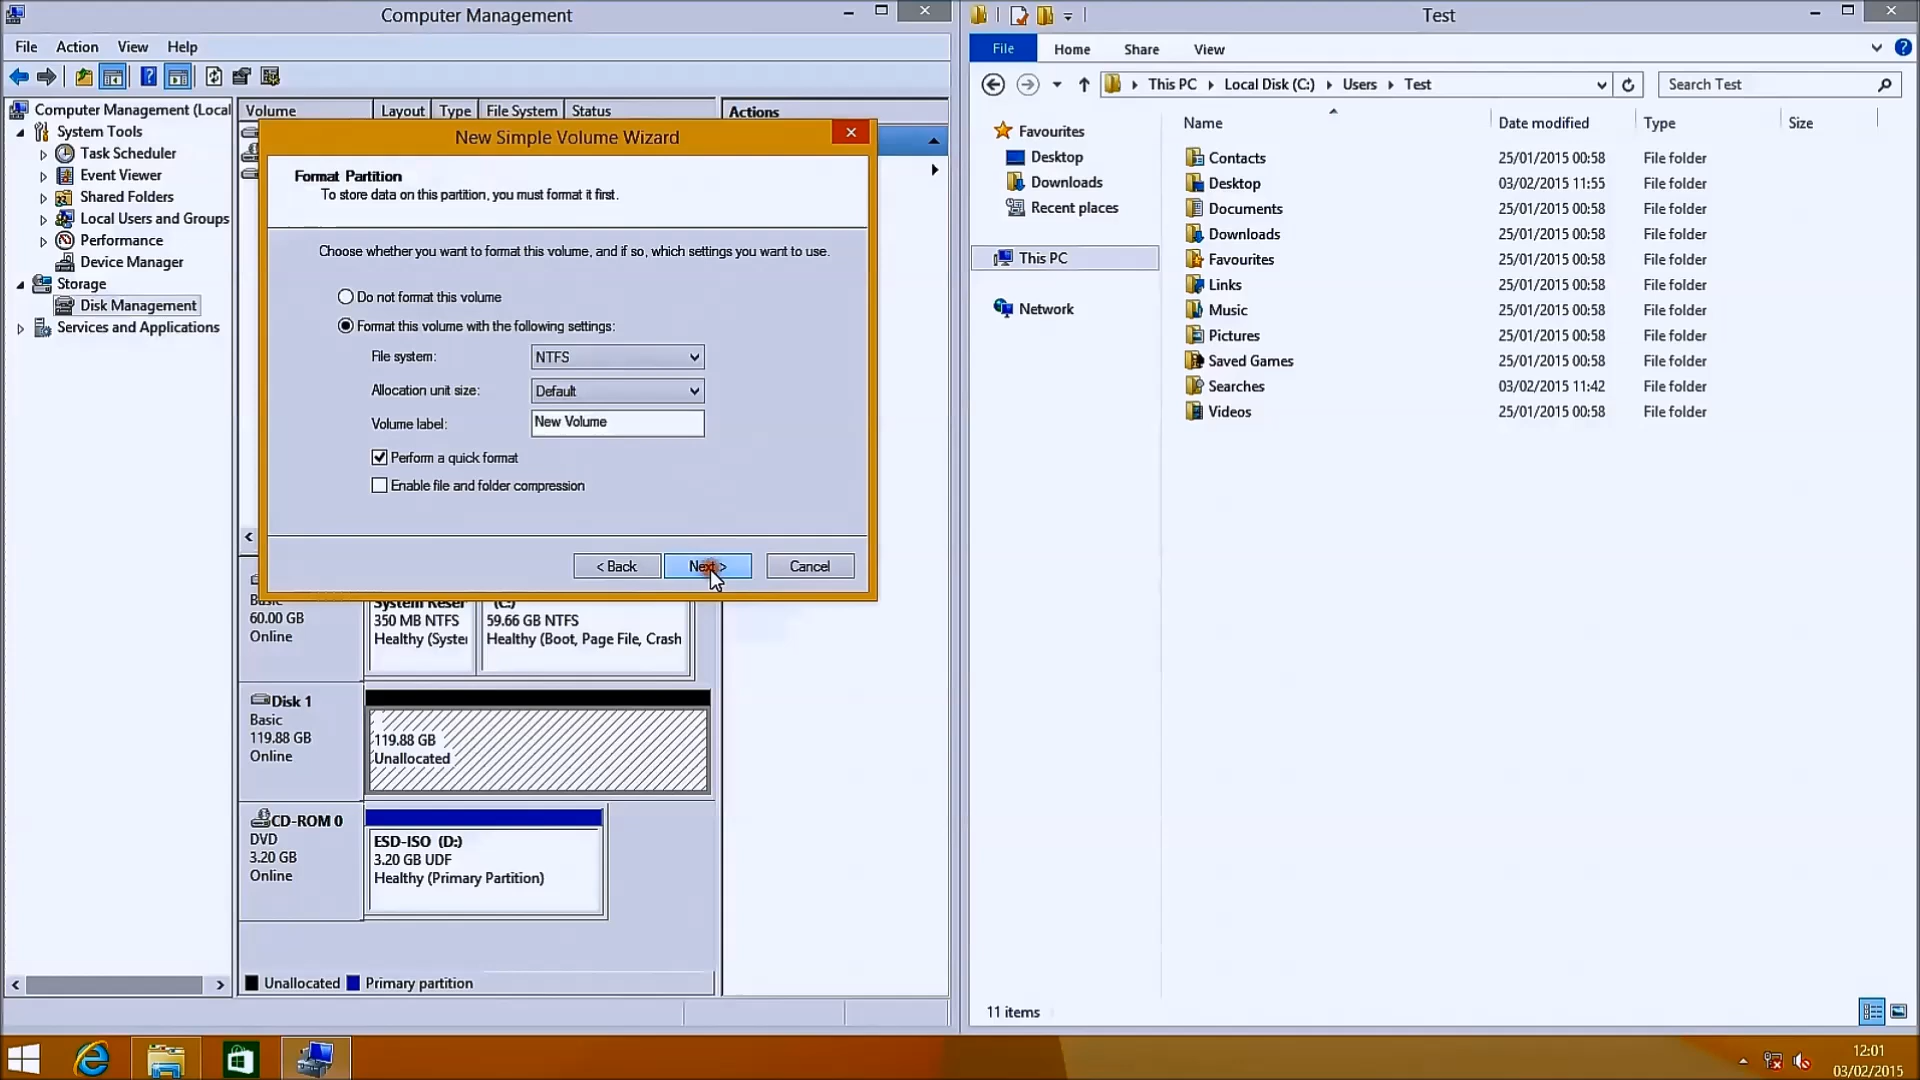 Computer Management
File Action View Help
Computer Management (Local
System Tools
Task Scheduler
Event Viewer
Shared Folders
Local Users and Groups
Performance
Device Manager
Storage
Disk Management
Services and Applications
Volume Layout Type File System Status
Actions
New Simple Volume Wizard
Format Partition
To store data on this partition, you must format it first.
Choose whether you want to format this volume, and if so, which settings you want to use.
Do not format this volume
Format this volume with the following settings:
File system: NTFS
Allocation unit size: Default
Volume label: New Volume
Perform a quick format
Enable file and folder compression
< Back Next > Cancel
Basic
60.00 GB
Online
System Reser
350 MB NTFS
Healthy (Syste
(C:)
59.66 GB NTFS
Healthy (Boot, Page File, Crash
Disk 1
Basic
119.88 GB
Online
119.88 GB
Unallocated
CD-ROM 0
DVD
3.20 GB
Online
ESD-ISO (D:)
3.20 GB UDF
Healthy (Primary Partition)
Unallocated Primary partition
Test
File Home Share View
This PC Local Disk (C:) Users Test
Search Test
Favourites
Desktop
Downloads
Recent places
This PC
Network
Name Date modified Type Size
Contacts 25/01/2015 00:58 File folder
Desktop 03/02/2015 11:55 File folder
Documents 25/01/2015 00:58 File folder
Downloads 25/01/2015 00:58 File folder
Favourites 25/01/2015 00:58 File folder
Links 25/01/2015 00:58 File folder
Music 25/01/2015 00:58 File folder
Pictures 25/01/2015 00:58 File folder
Saved Games 25/01/2015 00:58 File folder
Searches 03/02/2015 11:42 File folder
Videos 25/01/2015 00:58 File folder
11 items
12:01
03/02/2015